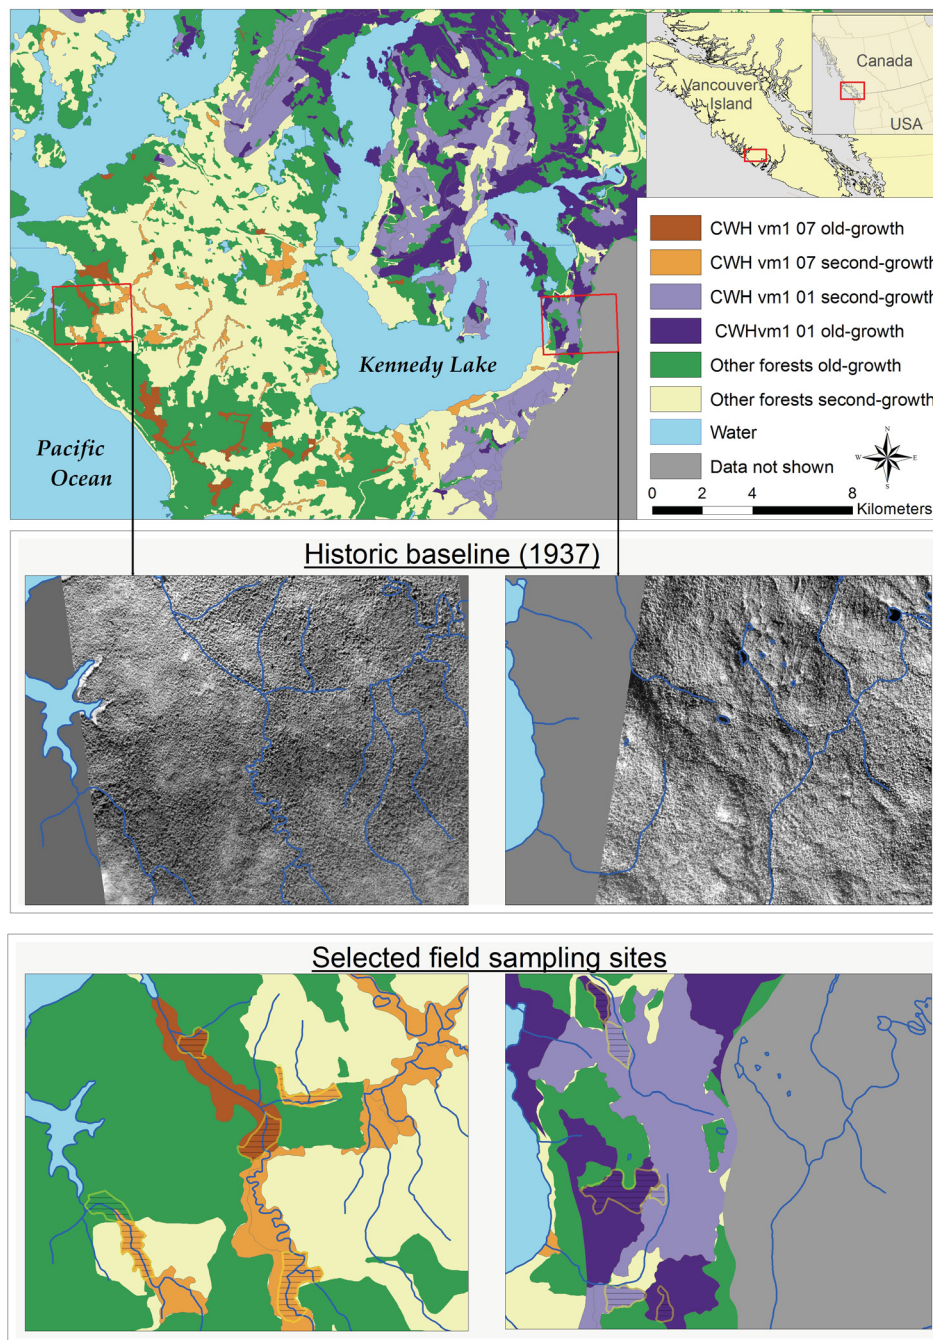 Vancouver
Island
Canada
USA
CWH vm1 07 old-growth
CWH vm1 07 second-growth
CWH vm1 01 second-growth
CWHvm1 01 old-growth
Other forests old-growth
Other forests second-growth
Water
Data not shown
N
W E
S
0 2 4 8
Kilometers
Kennedy Lake
Pacific
Ocean
Historic baseline (1937)
Selected field sampling sites